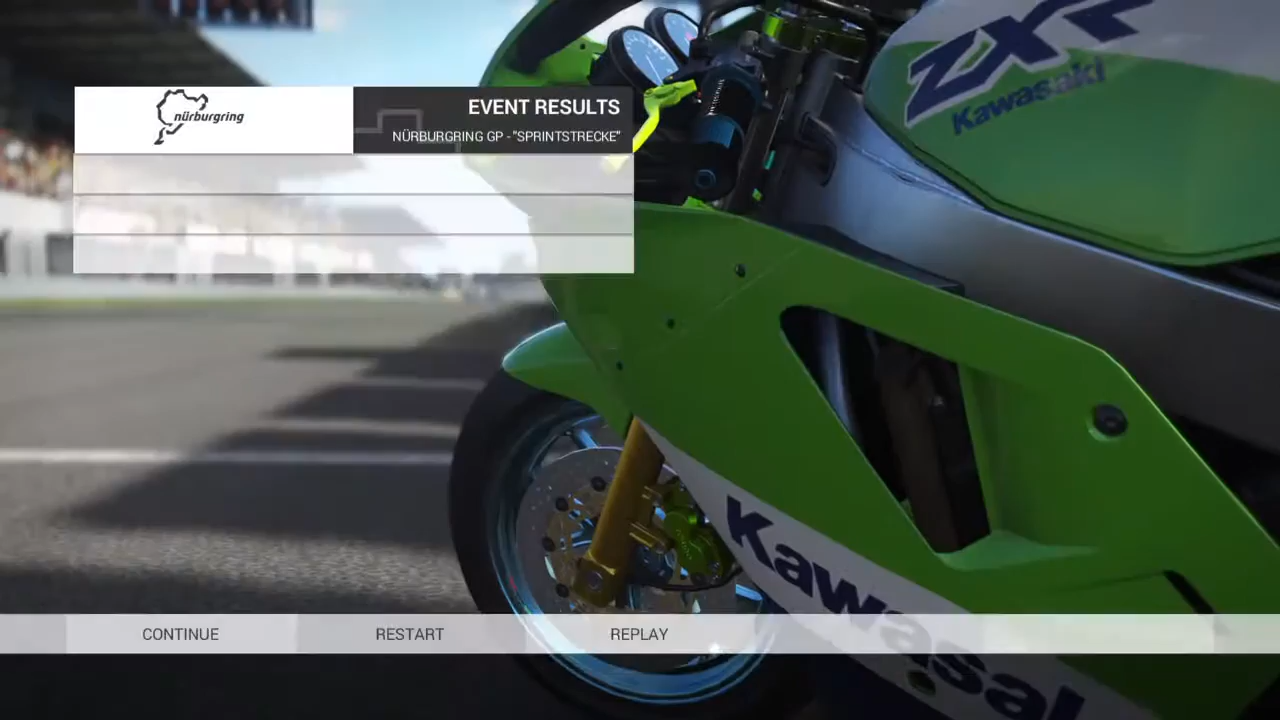 ZXR
Kawasaki
nürburgring
EVENT RESULTS
NÜRBURGRING GP - "SPRINTSTRECKE"
Kawasaki
CONTINUE
RESTART
REPLAY